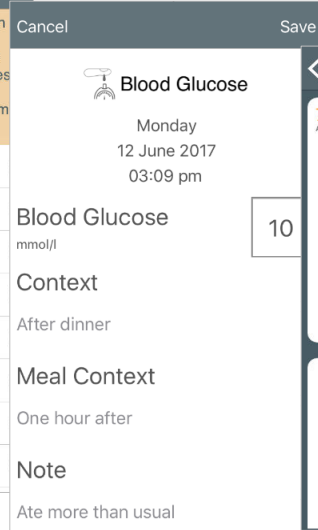 Cancel
Save
Blood Glucose
Monday
12 June 2017
03:09 pm
Blood Glucose
10
mmol/l
Context
After dinner
Meal Context
One hour after
Note
Ate more than usual